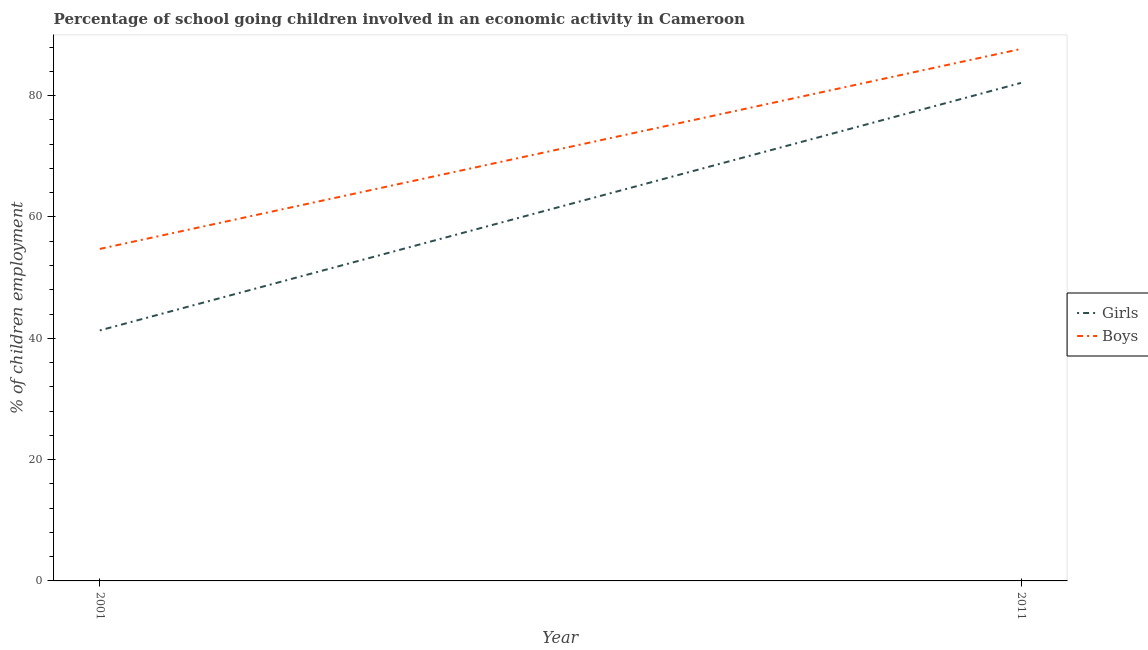 Percentage of school going children involved in an economic activity in Cameroon
% of children employment
80
60
40
20
0
2001
2011
Year
Girls
Boys